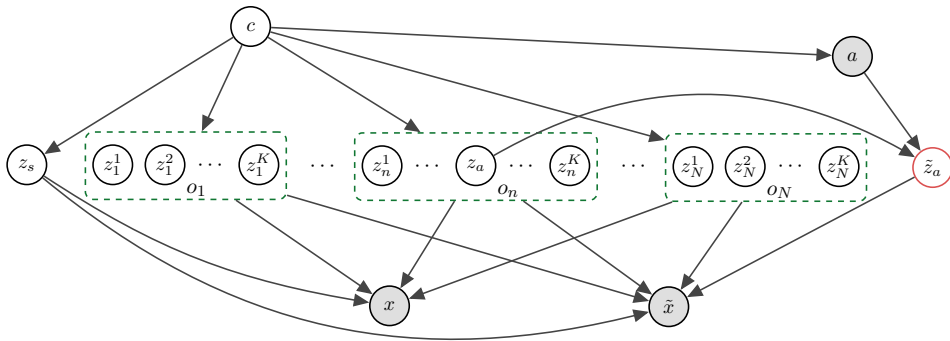 c
a
z_s z_1^1 z_1^2 ⋯ z_1^K ⋯ z_n^1 ⋯ z_a ⋯ z_n^K ⋯ z_N^1 z_N^2 ⋯ z_N^K z̃_a
o_1 o_n o_N
x x̃